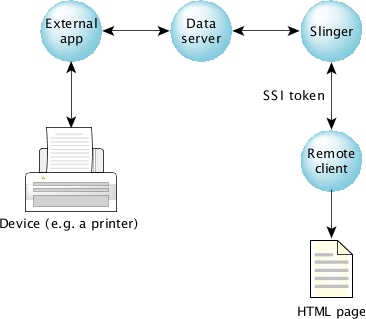 External
app
Data
server
Slinger
SSI token
Remote
client
Device (e.g. a printer)
HTML page